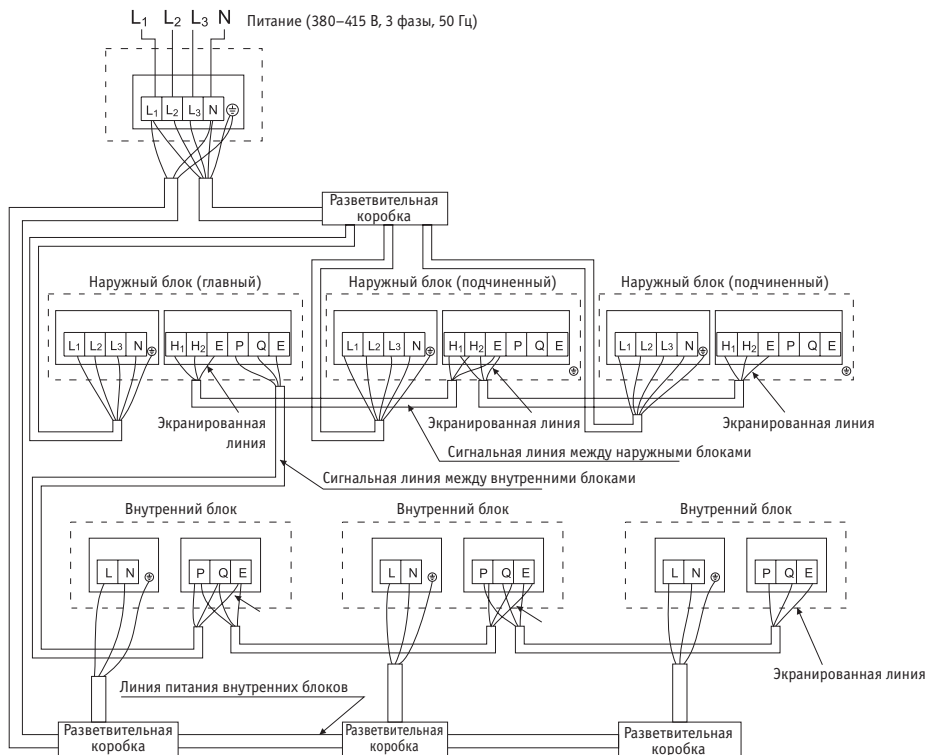 L1 L2 L3 N Питание (380–415 В, 3 фазы, 50 Гц)
L1 L2 L3 N
Разветвительная
коробка
Наружный блок (главный)
Наружный блок (подчиненный)
Наружный блок (подчиненный)
L1 L2 L3 N
H1 H2 E P Q E
L1 L2 L3 N
H1 H2 E P Q E
L1 L2 L3 N
H1 H2 E P Q E
Экранированная
линия
Экранированная линия
Экранированная линия
Сигнальная линия между наружными блоками
Сигнальная линия между внутренними блоками
Внутренний блок
Внутренний блок
Внутренний блок
L N
P Q E
L N
P Q E
L N
P Q E
Экранированная линия
Линия питания внутренних блоков
Разветвительная
коробка
Разветвительная
коробка
Разветвительная
коробка